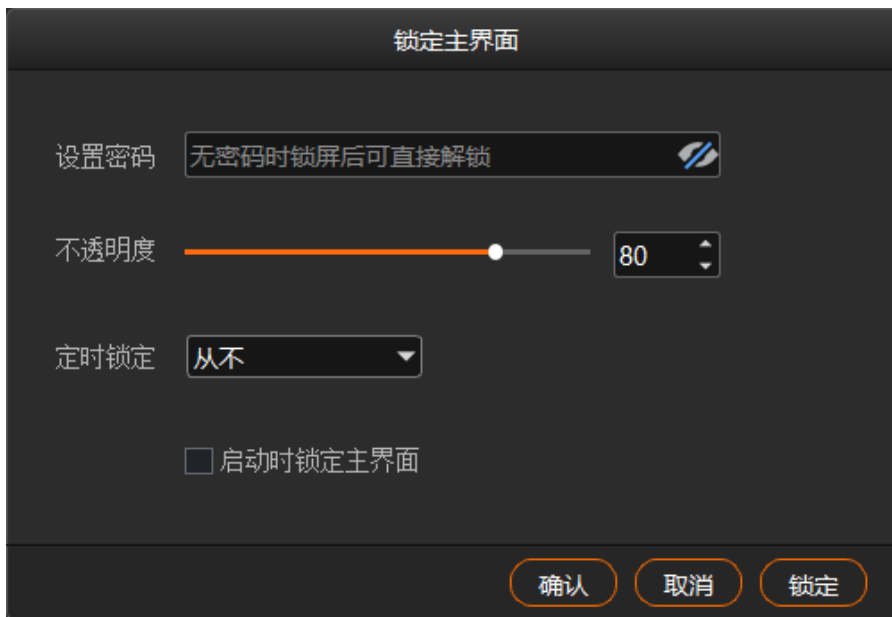 锁定主界面
设置密码 无密码时锁屏后可直接解锁
不透明度 80
定时锁定 从不
启动时锁定主界面
确认 取消 锁定